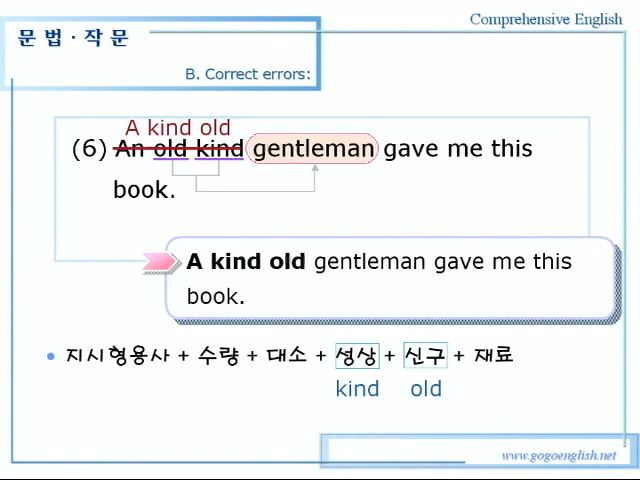 Comprehensive English
문 법 · 작 문
B. Correct errors:
A kind old
(6) An old kind gentleman gave me this
book.
A kind old gentleman gave me this
book.
• 지시형용사 + 수량 + 대소 + 성상 + 신구 + 재료
kind old
www.gogoenglish.net